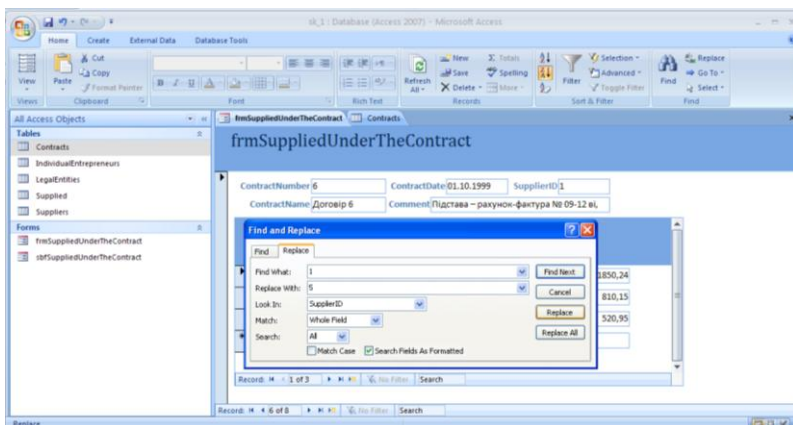 sk_1 : Database (Access 2007) - Microsoft Access
Home Create External Data Database Tools
View
Paste
Cut
Copy
Format Painter
B I U A
Refresh All
New
Save
Delete
Totals
Spelling
More
Filter
Selection
Advanced
Toggle Filter
Find
Replace
Go To
Select
Views Clipboard Font Rich Text Records Sort & Filter Find
All Access Objects
Tables
Contracts
IndividualEntrepreneurs
LegalEntities
Supplied
Suppliers
Forms
frmSuppliedUnderTheContract
sbfSuppliedUnderTheContract
frmSuppliedUnderTheContract Contracts
frmSuppliedUnderTheContract
ContractNumber 6 ContractDate 01.10.1999 SupplierID 1
ContractName Договір 6 Comment Підстава – рахунок-фактура № 09-12 ві,
Find and Replace
Find Replace
Find What: 1 Find Next
Replace With: 5 Cancel
Look In: SupplierID
Match: Whole Field Replace
Search: All Replace All
Match Case Search Fields As Formatted
1850,24
810,15
520,95
Record: 1 of 3 No Filter Search
Record: 6 of 8 No Filter Search
Replace